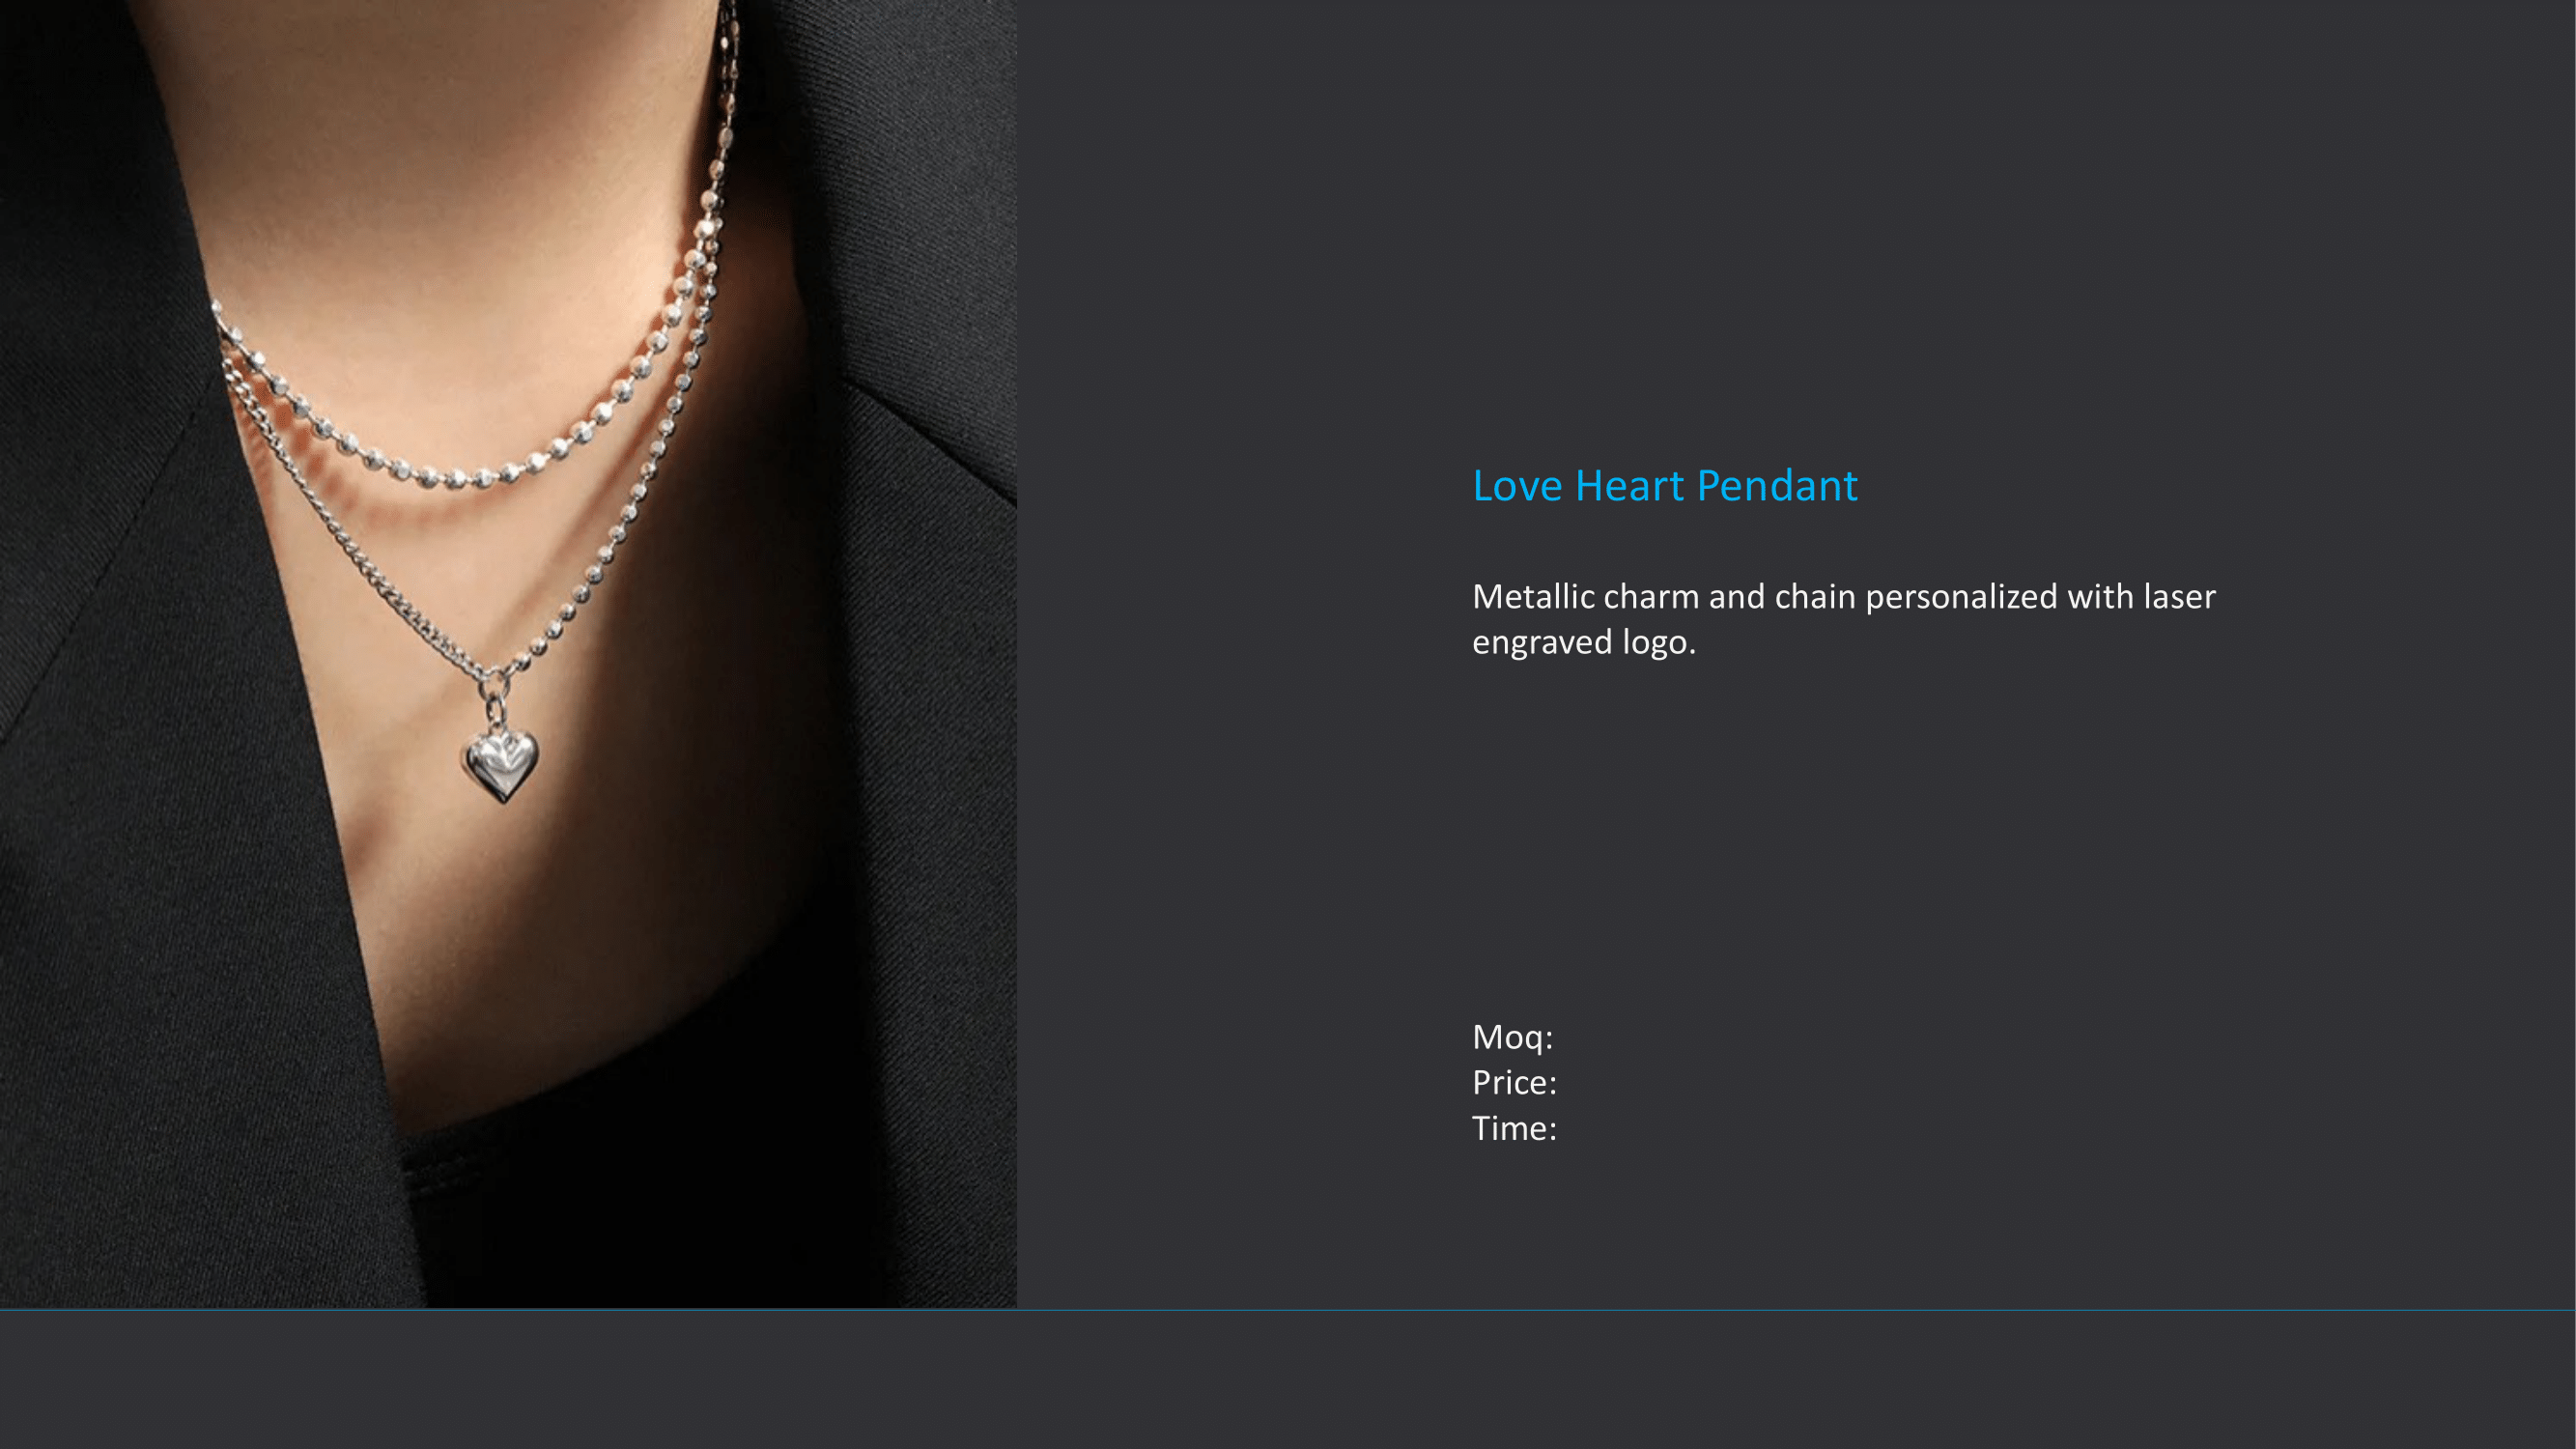 Love Heart Pendant
Metallic charm and chain personalized with laser
engraved logo.
Moq:
Price:
Time: